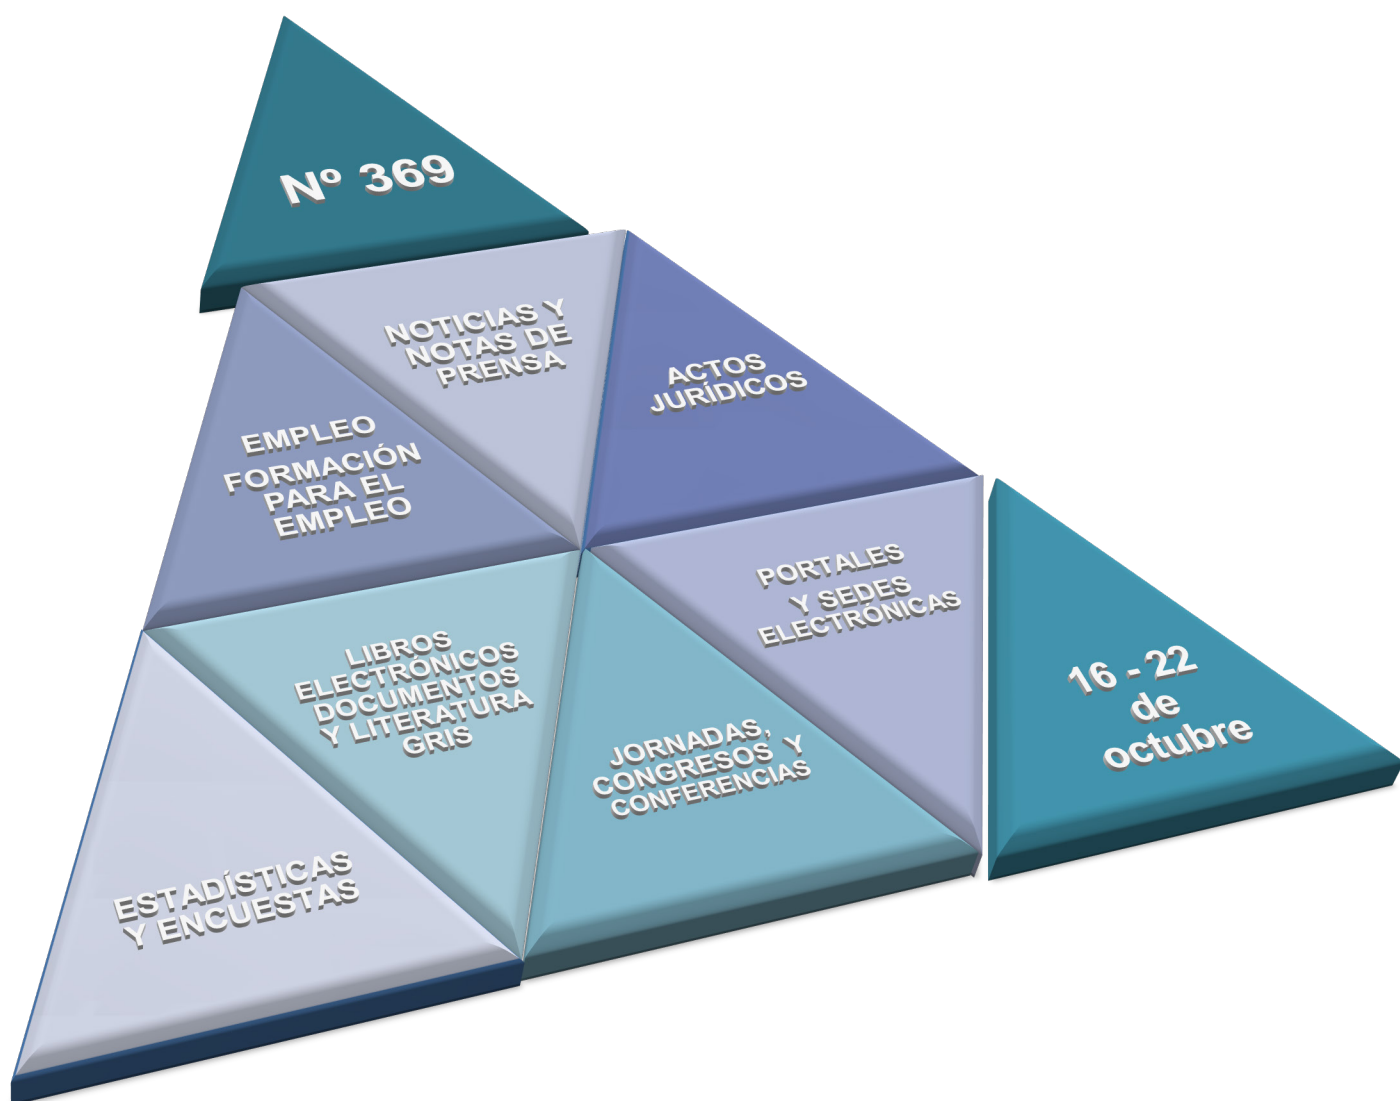 Nº 369
NOTICIAS Y
NOTAS DE
PRENSA
ACTOS
JURÍDICOS
EMPLEO
FORMACIÓN
PARA EL
EMPLEO
PORTALES
Y SEDES
ELECTRÓNICAS
LIBROS
ELECTRÓNICOS
DOCUMENTOS
Y LITERATURA
GRIS
JORNADAS,
CONGRESOS Y
CONFERENCIAS
16 - 22
de
octubre
ESTADÍSTICAS
Y ENCUESTAS